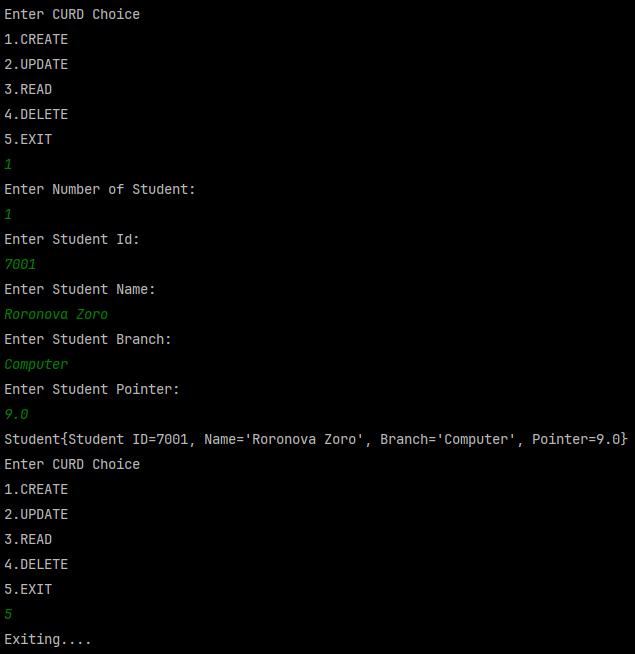 Enter CURD Choice
1.CREATE
2.UPDATE
3.READ
4.DELETE
5.EXIT
1
Enter Number of Student:
1
Enter Student Id:
7001
Enter Student Name:
Roronova Zoro
Enter Student Branch:
Computer
Enter Student Pointer:
9.0
Student{Student ID=7001, Name='Roronova Zoro', Branch='Computer', Pointer=9.0}
Enter CURD Choice
1.CREATE
2.UPDATE
3.READ
4.DELETE
5.EXIT
5
Exiting....